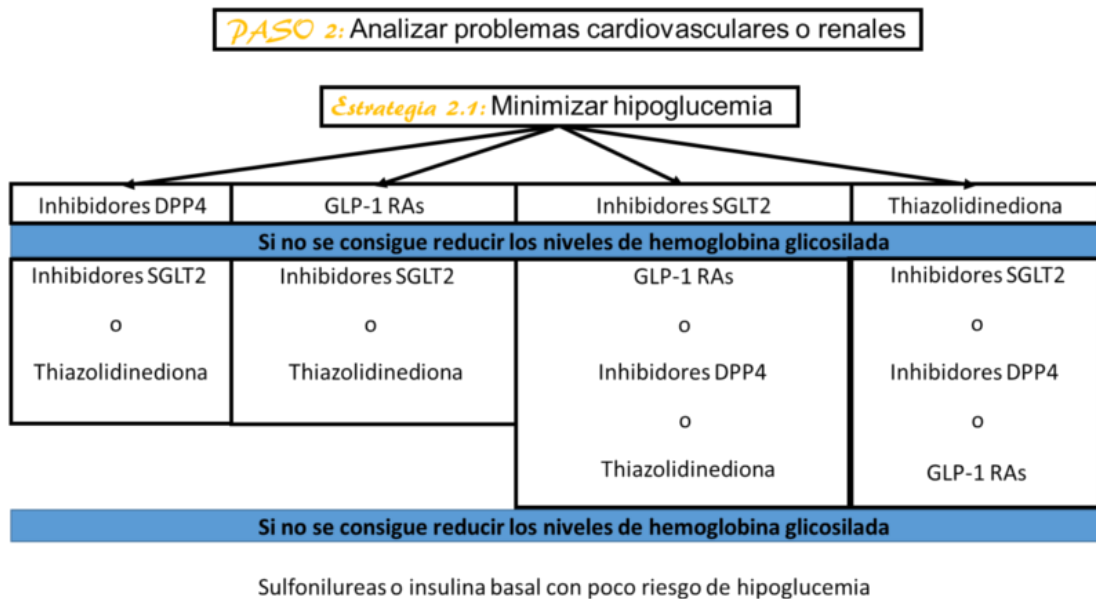 PASO 2: Analizar problemas cardiovasculares o renales
Estrategia 2.1: Minimizar hipoglucemia
Inhibidores DPP4
GLP-1 RAs
Inhibidores SGLT2
Thiazolidinediona
Si no se consigue reducir los niveles de hemoglobina glicosilada
Inhibidores SGLT2
o
Thiazolidinediona
Inhibidores SGLT2
o
Thiazolidinediona
GLP-1 RAs
o
Inhibidores DPP4
o
Thiazolidinediona
Inhibidores SGLT2
o
Inhibidores DPP4
o
GLP-1 RAs
Si no se consigue reducir los niveles de hemoglobina glicosilada
Sulfonilureas o insulina basal con poco riesgo de hipoglucemia